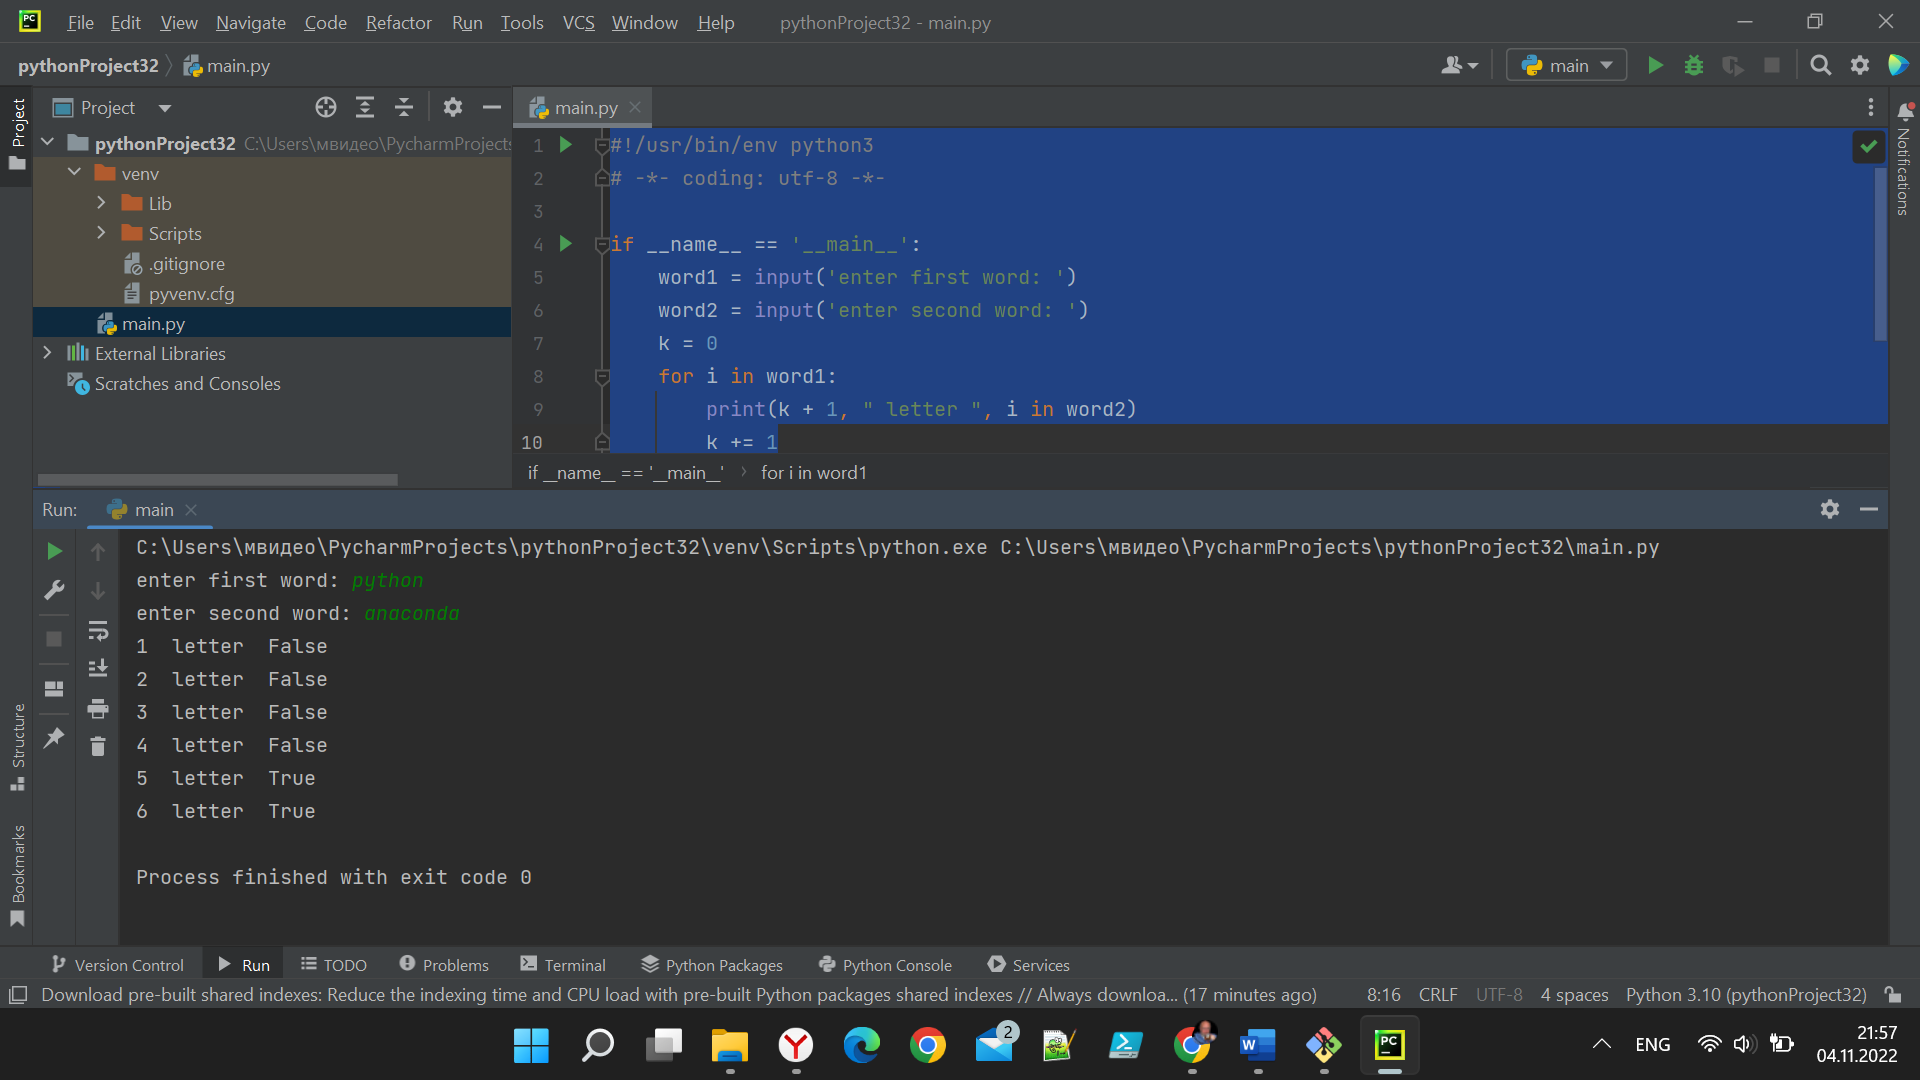 File Edit View Navigate Code Refactor Run Tools VCS Window Help pythonProject32 - main.py
pythonProject32 main.py main
Project main.py
pythonProject32 C:\Users\мвидео\PycharmProjects
venv
Lib
Scripts
.gitignore
pyvenv.cfg
main.py
External Libraries
Scratches and Consoles
1 #!/usr/bin/env python3
2 # -*- coding: utf-8 -*-
3
4 if __name__ == '__main__':
5 word1 = input('enter first word: ')
6 word2 = input('enter second word: ')
7 k = 0
8 for i in word1:
9 print(k + 1, " letter ", i in word2)
10 k += 1
if __name__ == '__main__' › for i in word1
Project
Structure
Bookmarks
Notifications
Run: main
C:\Users\мвидео\PycharmProjects\pythonProject32\venv\Scripts\python.exe C:\Users\мвидео\PycharmProjects\pythonProject32\main.py
enter first word: python
enter second word: anaconda
1 letter False
2 letter False
3 letter False
4 letter False
5 letter True
6 letter True
Process finished with exit code 0
Version Control Run TODO Problems Terminal Python Packages Python Console Services
Download pre-built shared indexes: Reduce the indexing time and CPU load with pre-built Python packages shared indexes // Always downloa... (17 minutes ago) 8:16 CRLF UTF-8 4 spaces Python 3.10 (pythonProject32)
2
ENG
21:57
04.11.2022